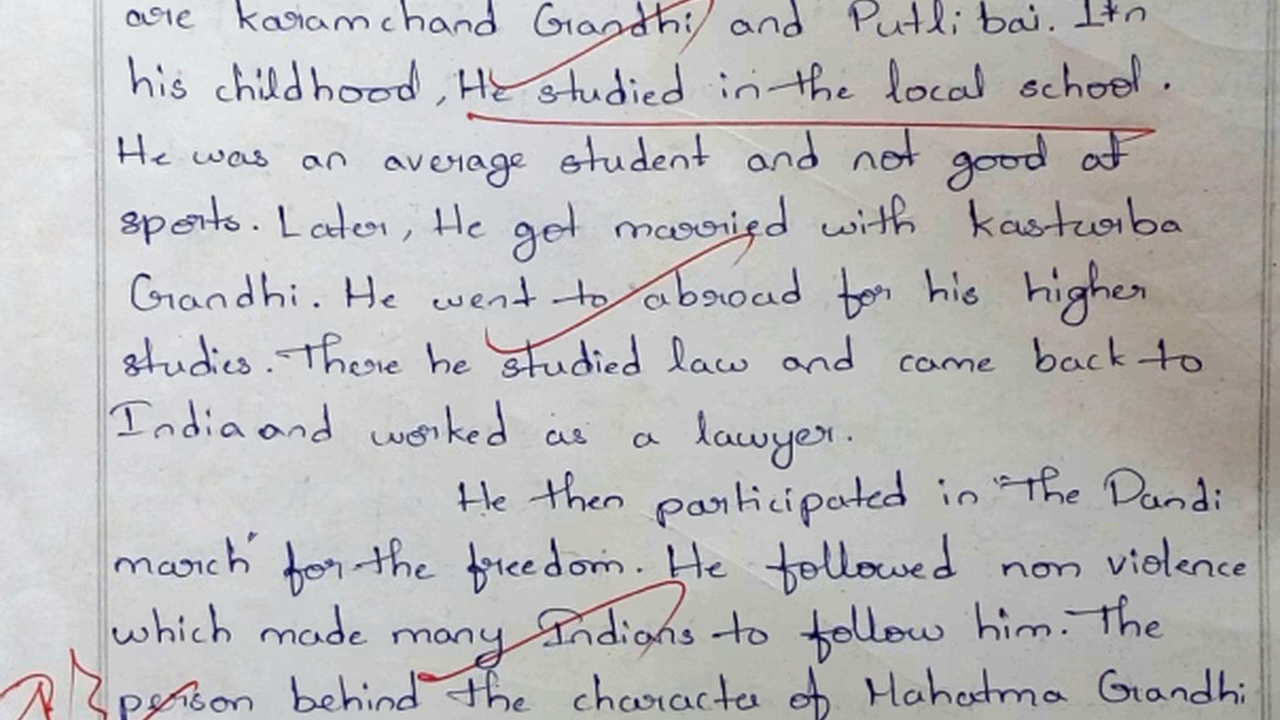 are karamchand Gandhi and Putli bai. Itn
his childhood, He studied in the local school.
He was an average student and not good at
sports. Later, He got married with kasturba
Gandhi. He went to abroad for his higher
studies. There he studied law and came back to
India and worked as a lawyer.
He then participated in "The Dandi
march" for the freedom. He followed non violence
which made many Indians to follow him. The
person behind the characte of Mahatma Gandhi